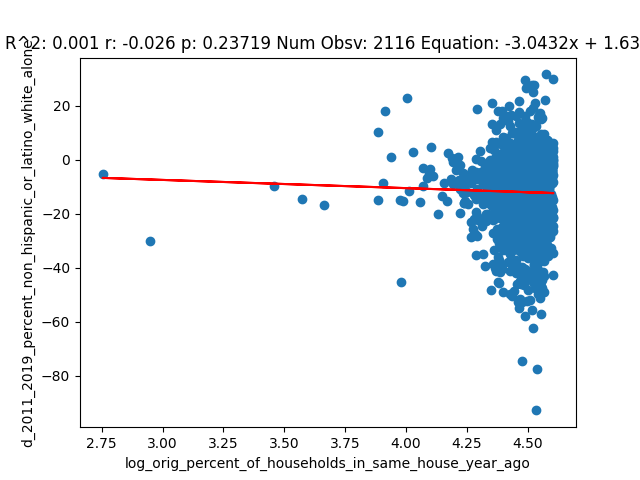 R^2: 0.001 r: -0.026 p: 0.23719 Num Obsv: 2116 Equation: -3.0432x + 1.63
d_2011_2019_percent_non_hispanic_or_latino_white_alone
20
0
−20
−40
−60
−80
2.75 3.00 3.25 3.50 3.75 4.00 4.25 4.50
log_orig_percent_of_households_in_same_house_year_ago